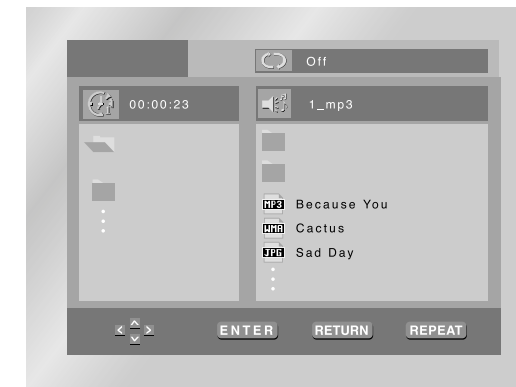 Off
00:00:23
1_mp3
MP3 Because You
WMA Cactus
JPG Sad Day
ENTER RETURN REPEAT